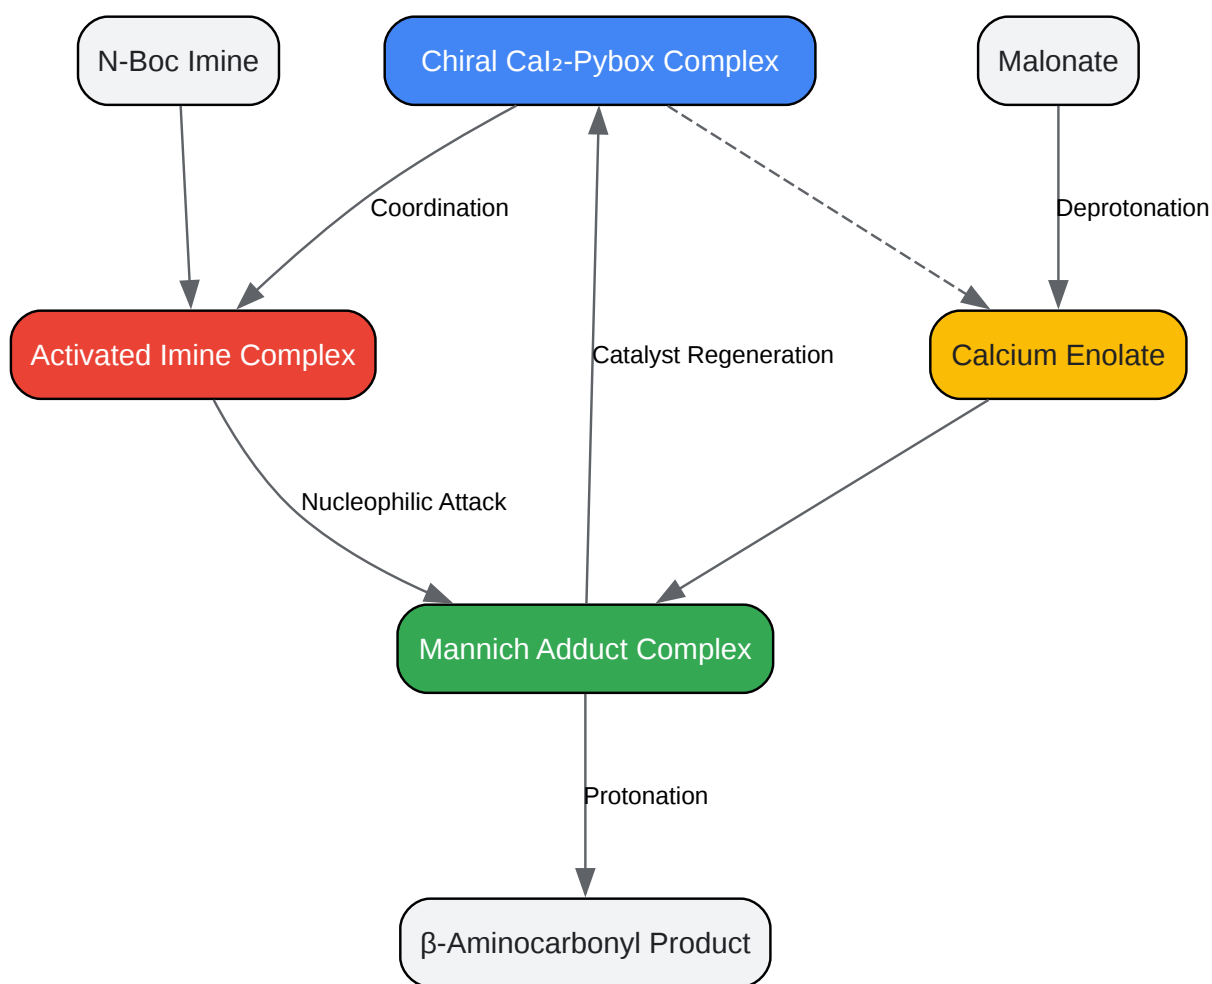 N-Boc Imine
Chiral CaI₂-Pybox Complex
Malonate
Coordination
Deprotonation
Activated Imine Complex
Catalyst Regeneration
Calcium Enolate
Nucleophilic Attack
Mannich Adduct Complex
Protonation
β-Aminocarbonyl Product